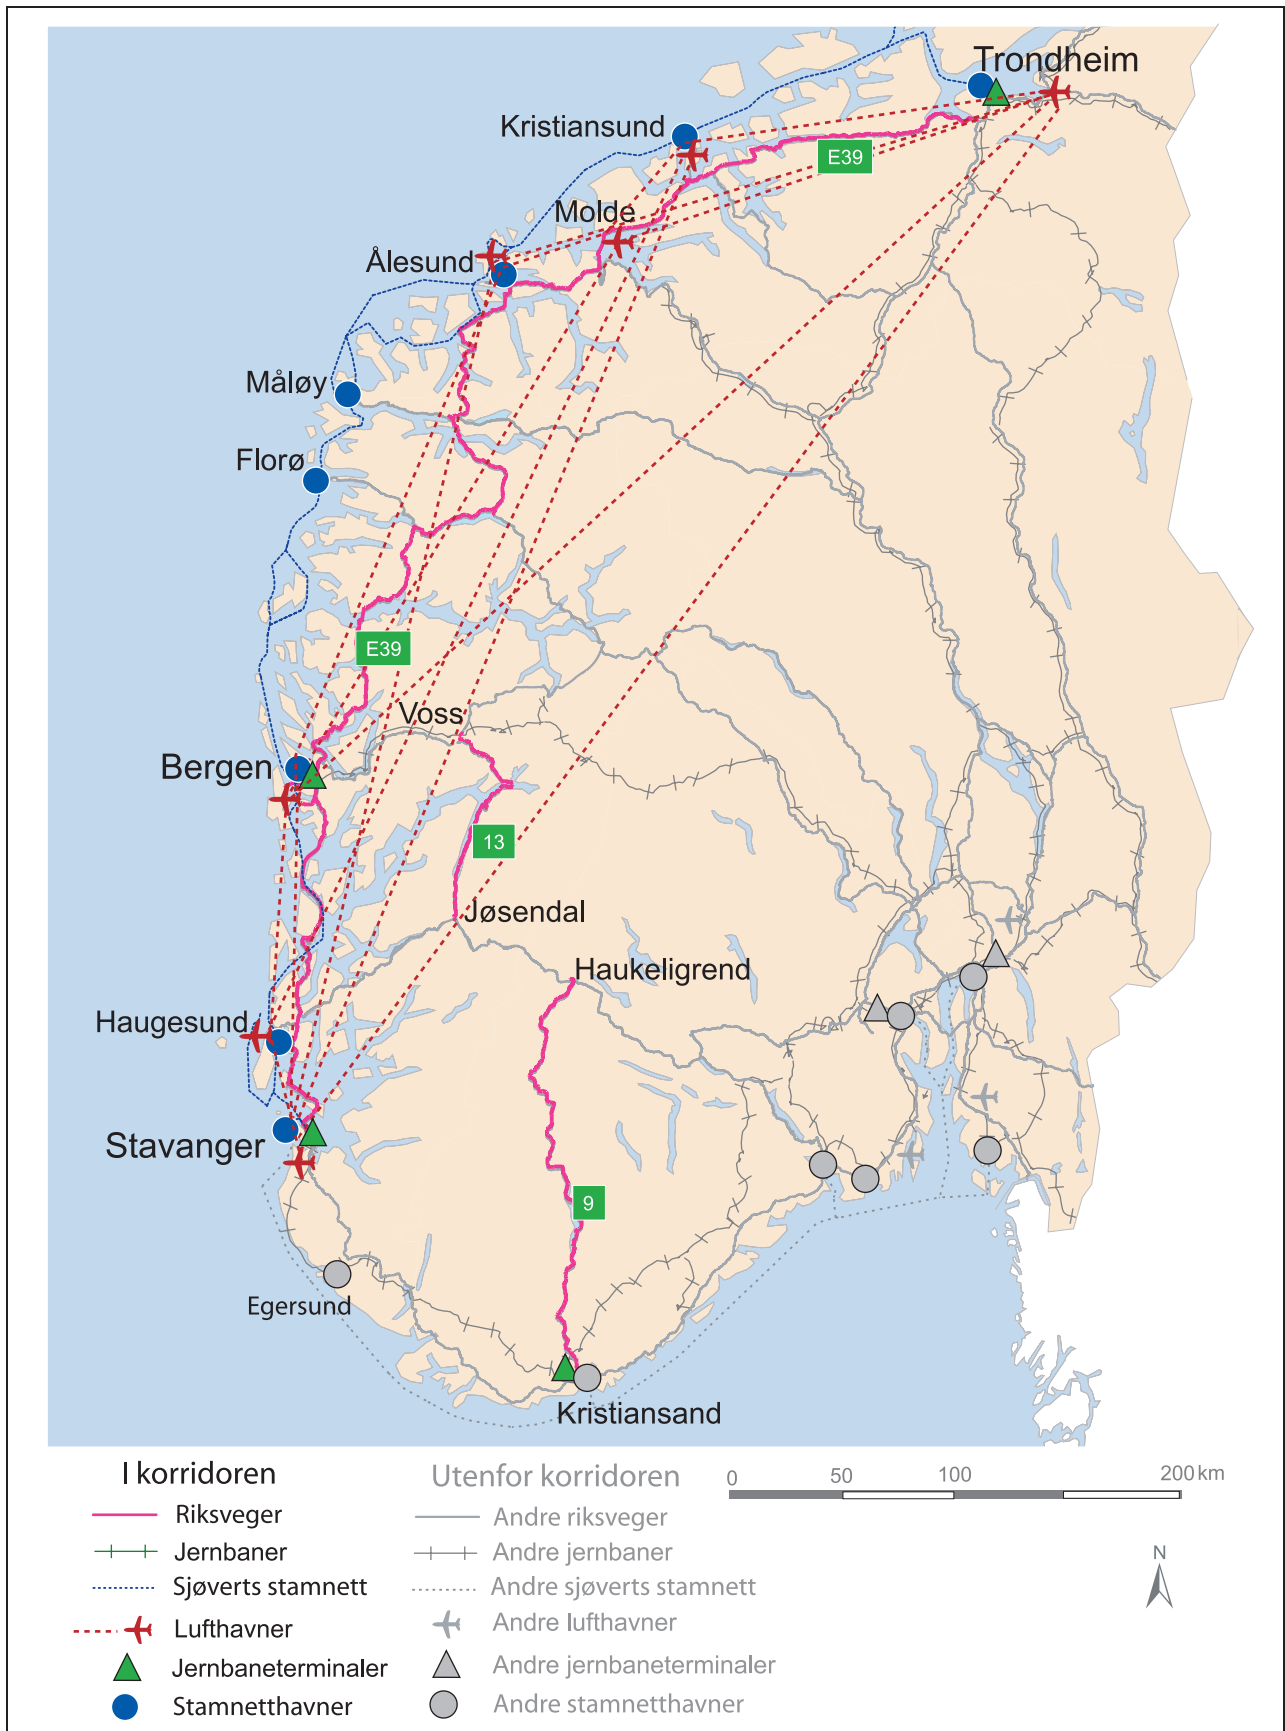 Trondheim
Kristiansund
E39
Molde
Ålesund
Måløy
Florø
E39
Voss
Bergen
13
Jøsendal
Haukeligrend
Haugesund
Stavanger
9
Egersund
Kristiansand
I korridoren
Riksveger
Jernbaner
Sjøverts stamnett
Lufthavner
Jernbaneterminaler
Stamnetthavner
Utenfor korridoren
Andre riksveger
Andre jernbaner
Andre sjøverts stamnett
Andre lufthavner
Andre jernbaneterminaler
Andre stamnetthavner
0 50 100 200 km
N